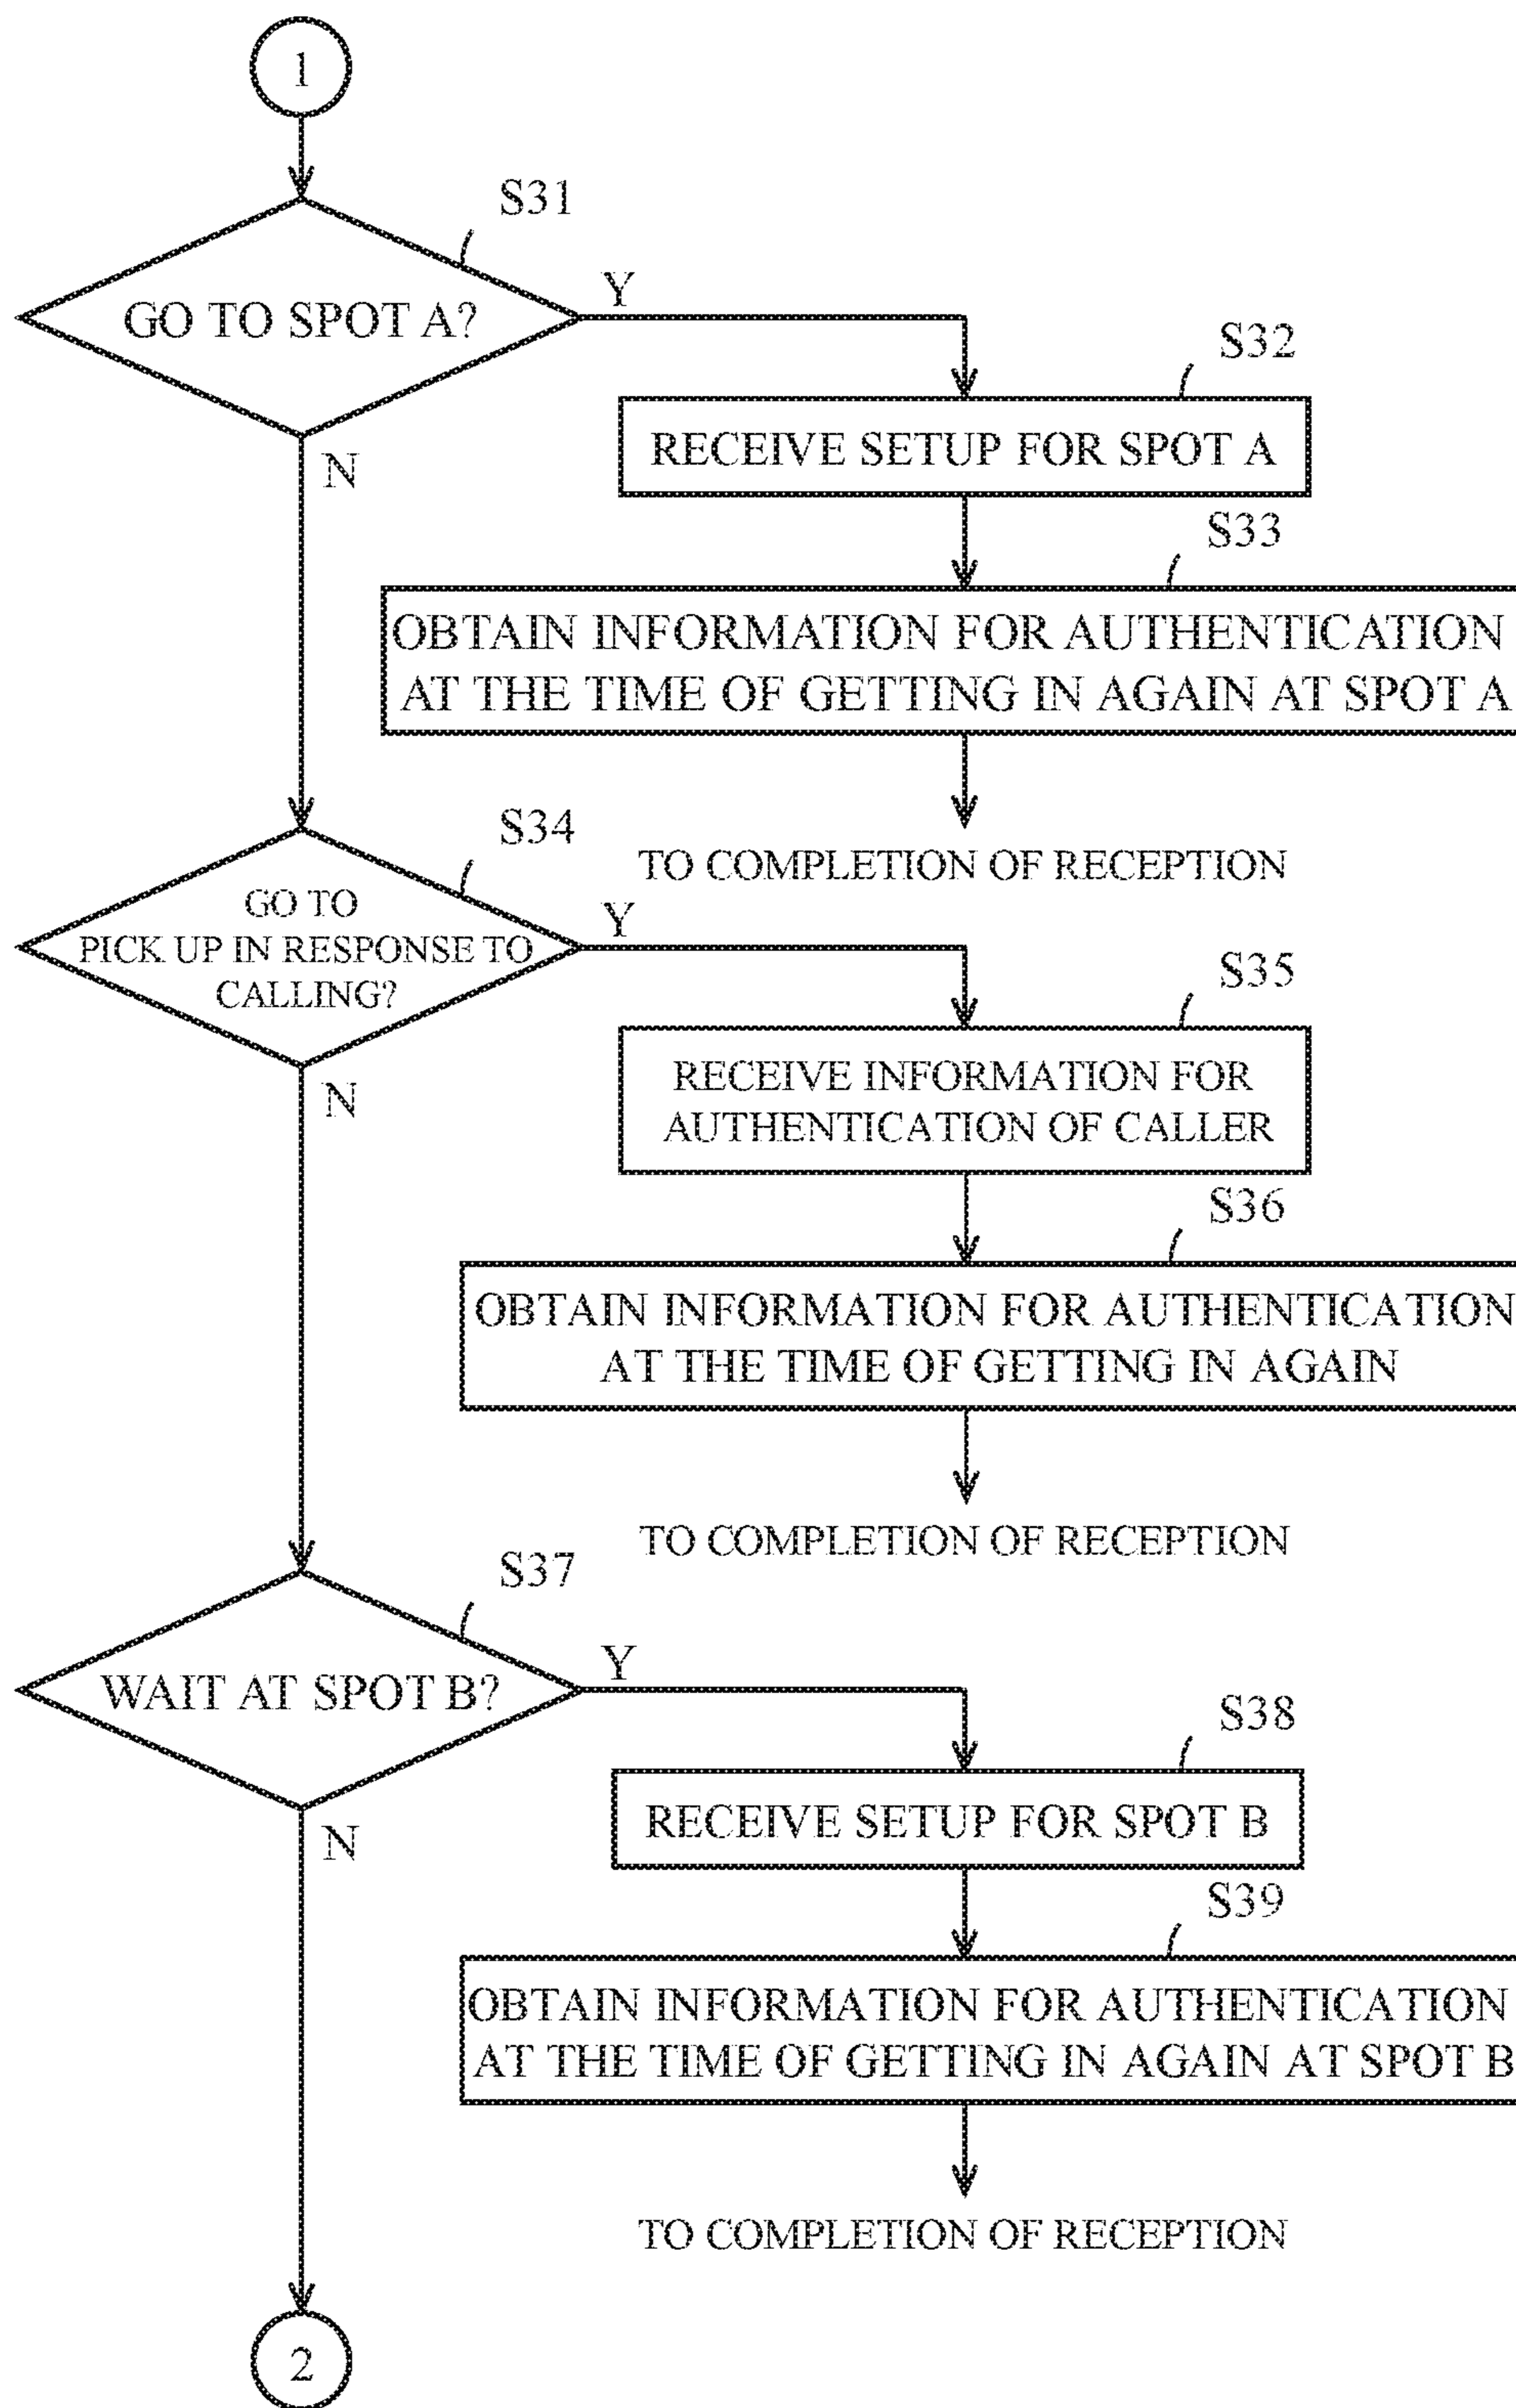 1
S31
GO TO SPOT A?
Y
N
S32
RECEIVE SETUP FOR SPOT A
S33
OBTAIN INFORMATION FOR AUTHENTICATION
AT THE TIME OF GETTING IN AGAIN AT SPOT A
TO COMPLETION OF RECEPTION
S34
GO TO
PICK UP IN RESPONSE TO
CALLING?
Y
N
S35
RECEIVE INFORMATION FOR
AUTHENTICATION OF CALLER
S36
OBTAIN INFORMATION FOR AUTHENTICATION
AT THE TIME OF GETTING IN AGAIN
TO COMPLETION OF RECEPTION
S37
WAIT AT SPOT B?
Y
N
S38
RECEIVE SETUP FOR SPOT B
S39
OBTAIN INFORMATION FOR AUTHENTICATION
AT THE TIME OF GETTING IN AGAIN AT SPOT B
TO COMPLETION OF RECEPTION
2